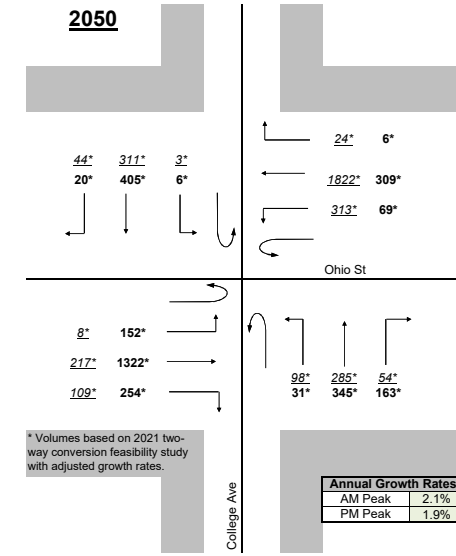 2050
24* 6*
44* 311* 3*
20* 405* 6*
1822* 309*
313* 69*
Ohio St
8* 152*
217* 1322*
109* 254*
98* 285* 54*
31* 345* 163*
* Volumes based on 2021 two-
way conversion feasibility study
with adjusted growth rates.
College Ave
Annual Growth Rates
AM Peak 2.1%
PM Peak 1.9%